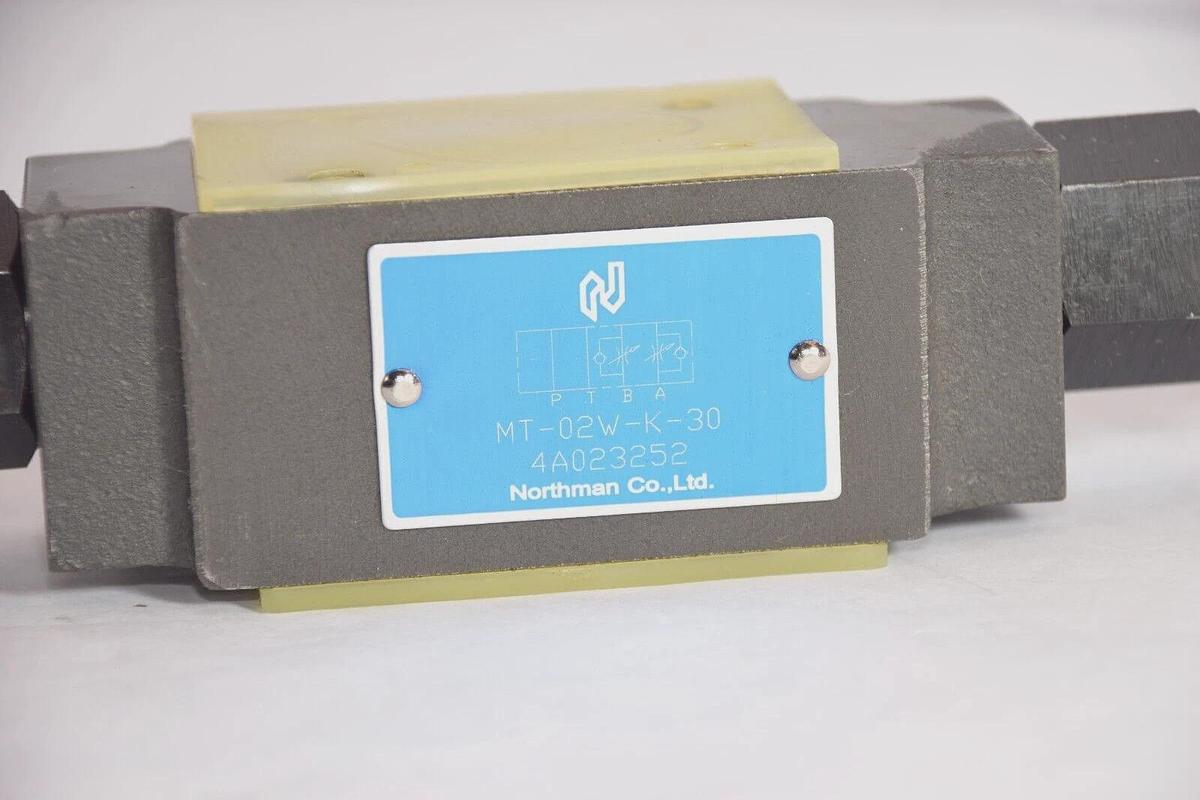 P T B A
MT-02W-K-30
4A023252
Northman Co.,Ltd.